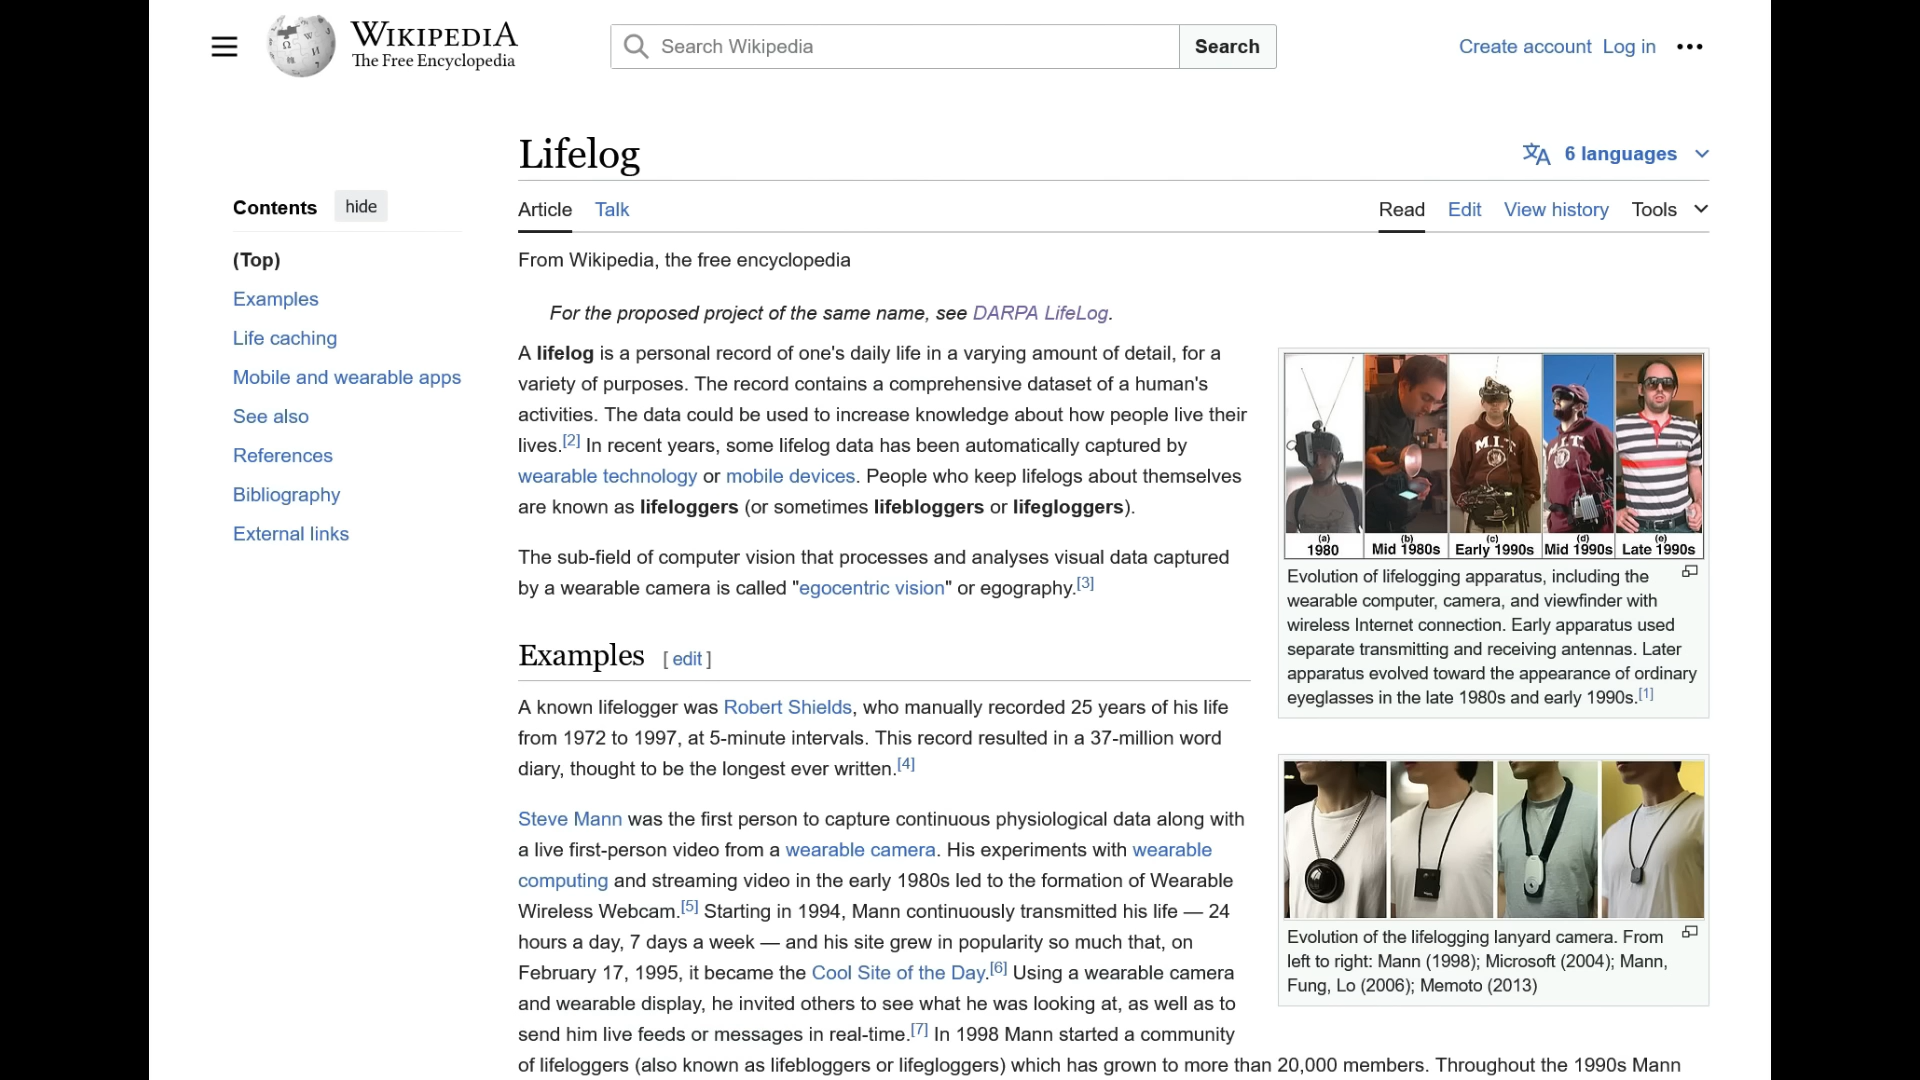 WIKIPEDIA
The Free Encyclopedia
Search Wikipedia
Search
Create account Log in
Lifelog
6 languages
Contents hide
Article Talk
Read Edit View history Tools
(Top)
Examples
Life caching
Mobile and wearable apps
See also
References
Bibliography
External links
From Wikipedia, the free encyclopedia
For the proposed project of the same name, see DARPA LifeLog.
A lifelog is a personal record of one's daily life in a varying amount of detail, for a
variety of purposes. The record contains a comprehensive dataset of a human's
activities. The data could be used to increase knowledge about how people live their
lives.[2] In recent years, some lifelog data has been automatically captured by
wearable technology or mobile devices. People who keep lifelogs about themselves
are known as lifeloggers (or sometimes lifebloggers or lifegloggers).
The sub-field of computer vision that processes and analyses visual data captured
by a wearable camera is called "egocentric vision" or egography.[3]
M.I.T.
M.I.T.
(a) (b) (c) (d) (e)
1980 Mid 1980s Early 1990s Mid 1990s Late 1990s
Evolution of lifelogging apparatus, including the
wearable computer, camera, and viewfinder with
wireless Internet connection. Early apparatus used
separate transmitting and receiving antennas. Later
apparatus evolved toward the appearance of ordinary
eyeglasses in the late 1980s and early 1990s.[1]
Examples [ edit ]
A known lifelogger was Robert Shields, who manually recorded 25 years of his life
from 1972 to 1997, at 5-minute intervals. This record resulted in a 37-million word
diary, thought to be the longest ever written.[4]
Steve Mann was the first person to capture continuous physiological data along with
a live first-person video from a wearable camera. His experiments with wearable
computing and streaming video in the early 1980s led to the formation of Wearable
Wireless Webcam.[5] Starting in 1994, Mann continuously transmitted his life — 24
hours a day, 7 days a week — and his site grew in popularity so much that, on
February 17, 1995, it became the Cool Site of the Day.[6] Using a wearable camera
and wearable display, he invited others to see what he was looking at, as well as to
send him live feeds or messages in real-time.[7] In 1998 Mann started a community
of lifeloggers (also known as lifebloggers or lifegloggers) which has grown to more than 20,000 members. Throughout the 1990s Mann
Evolution of the lifelogging lanyard camera. From
left to right: Mann (1998); Microsoft (2004); Mann,
Fung, Lo (2006); Memoto (2013)